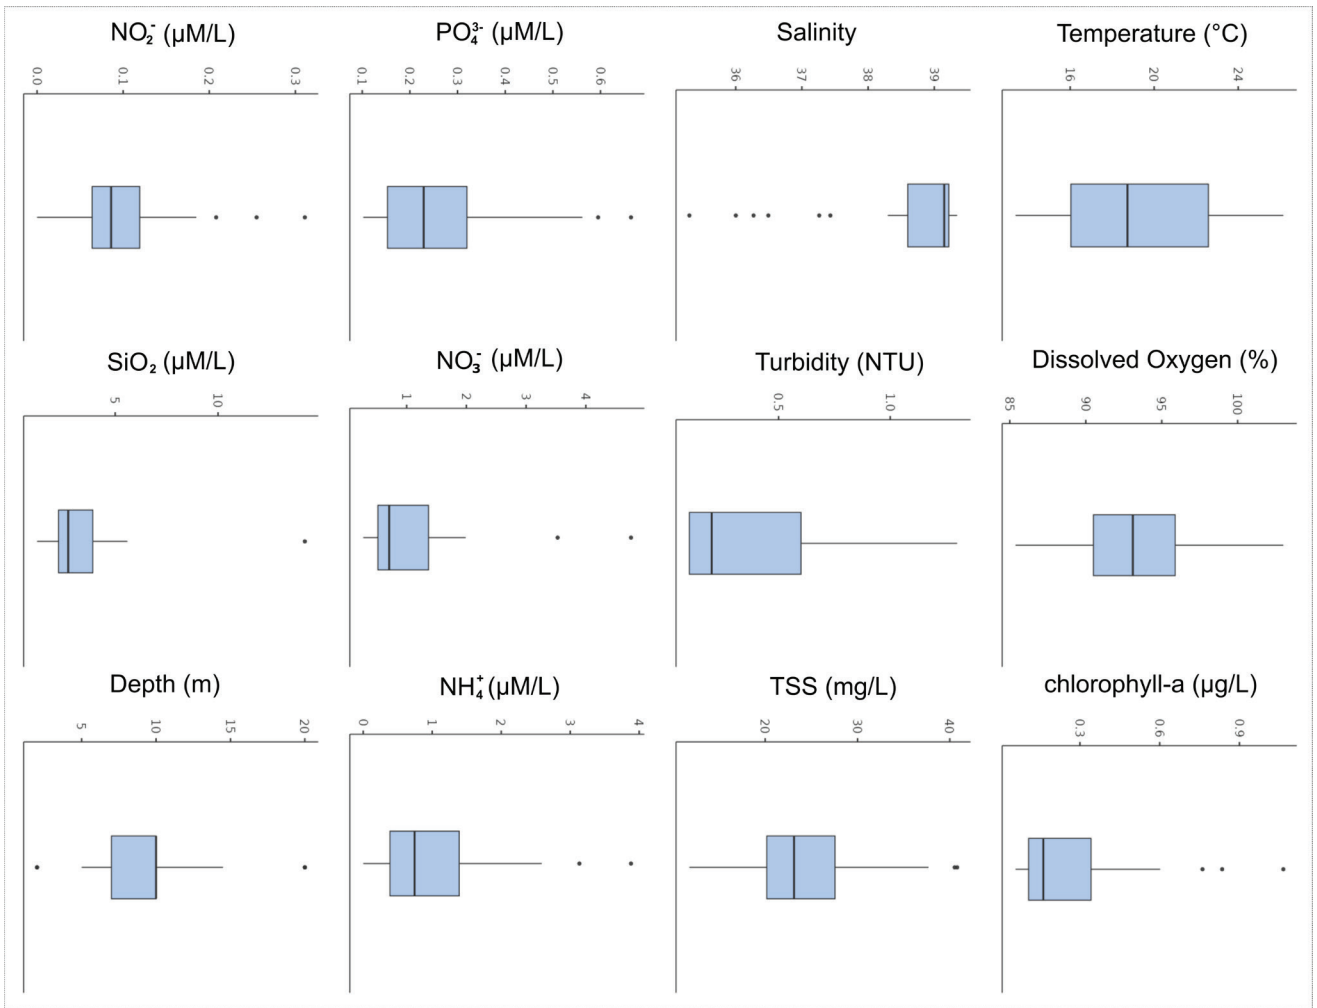 NO₂⁻ (µM/L) PO₄³⁻ (µM/L) Salinity Temperature (°C)
0.0 0.1 0.2 0.3 0.1 0.2 0.3 0.4 0.5 0.6 36 37 38 39 16 20 24
SiO₂ (µM/L) NO₃⁻ (µM/L) Turbidity (NTU) Dissolved Oxygen (%)
5 10 1 2 3 4 0.5 1.0 85 90 95 100
Depth (m) NH₄⁺ (µM/L) TSS (mg/L) chlorophyll-a (µg/L)
5 10 15 20 0 1 2 3 4 20 30 40 0.3 0.6 0.9